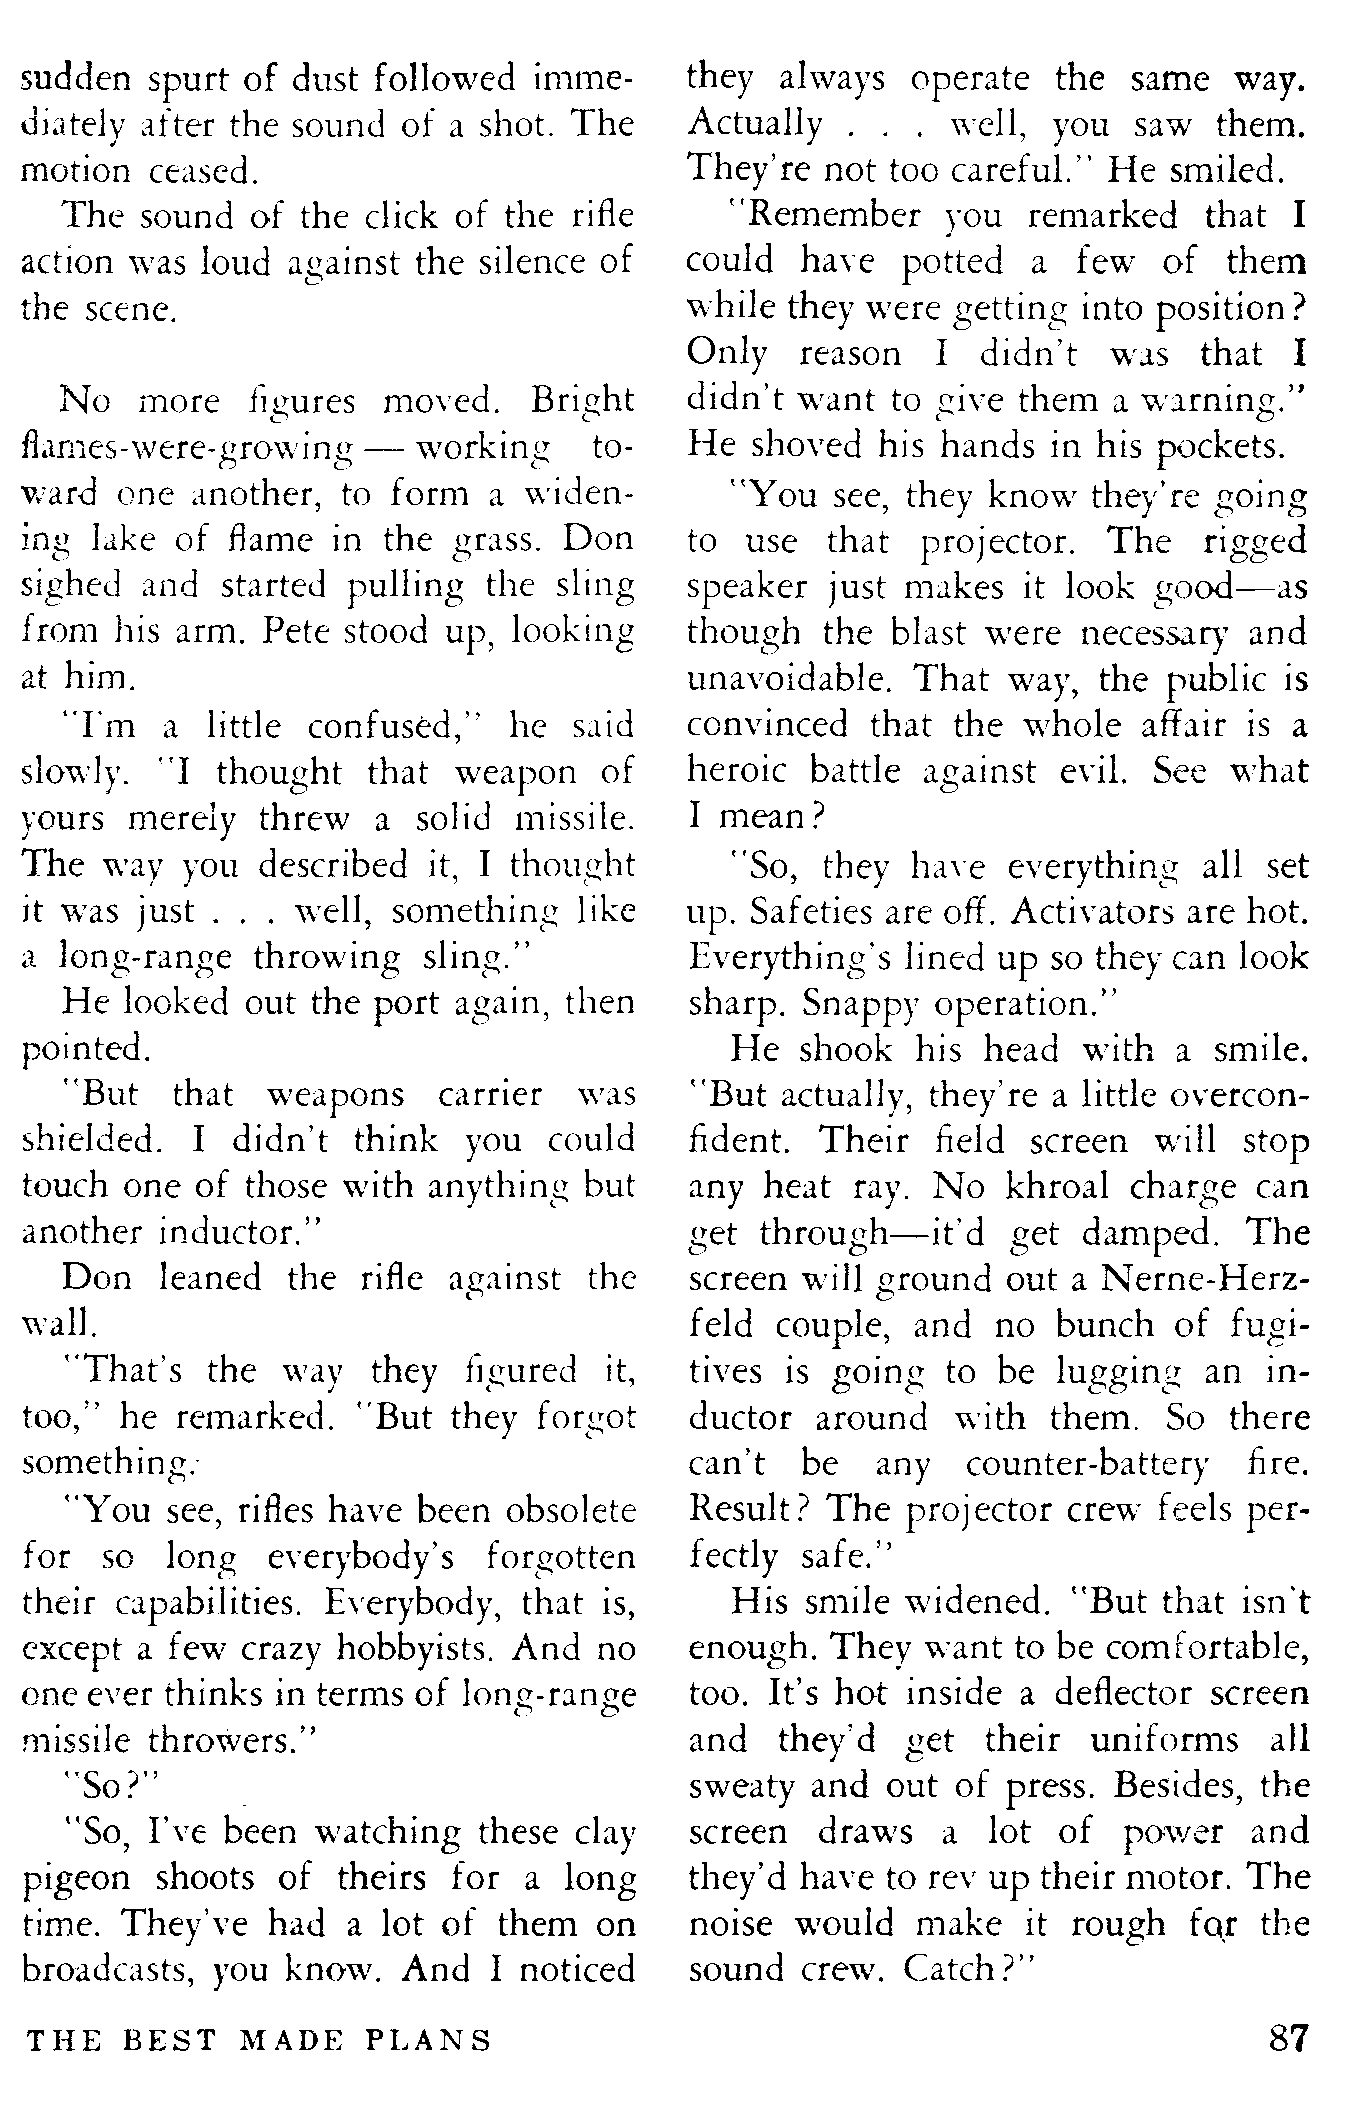 sudden spurt of dust followed imme-
diately after the sound of a shot. The
motion ceased.
The sound of the click of the rifle
action was loud against the silence of
the scene.
No more figures moved. Bright
flames-were-growing — working to-
ward one another, to form a widen-
ing lake of flame in the grass. Don
sighed and started pulling the sling
from his arm. Pete stood up, looking
at him.
"I'm a little confused," he said
slowly. "I thought that weapon of
yours merely threw a solid missile.
The way you described it, I thought
it was just . . . well, something like
a long-range throwing sling."
He looked out the port again, then
pointed.
"But that weapons carrier was
shielded. I didn't think you could
touch one of those with anything but
another inductor."
Don leaned the rifle against the
wall.
"That's the way they figured it,
too," he remarked. "But they forgot
something.
"You see, rifles have been obsolete
for so long everybody's forgotten
their capabilities. Everybody, that is,
except a few crazy hobbyists. And no
one ever thinks in terms of long-range
missile throwers."
"So?"
"So, I've been watching these clay
pigeon shoots of theirs for a long
time. They've had a lot of them on
broadcasts, you know. And I noticed
they always operate the same way.
Actually . . . well, you saw them.
They're not too careful." He smiled.
"Remember you remarked that I
could have potted a few of them
while they were getting into position?
Only reason I didn't was that I
didn't want to give them a warning."
He shoved his hands in his pockets.
"You see, they know they're going
to use that projector. The rigged
speaker just makes it look good—as
though the blast were necessary and
unavoidable. That way, the public is
convinced that the whole affair is a
heroic battle against evil. See what
I mean?
"So, they have everything all set
up. Safeties are off. Activators are hot.
Everything's lined up so they can look
sharp. Snappy operation."
He shook his head with a smile.
"But actually, they're a little overcon-
fident. Their field screen will stop
any heat ray. No khroal charge can
get through—it'd get damped. The
screen will ground out a Nerne-Herz-
feld couple, and no bunch of fugi-
tives is going to be lugging an in-
ductor around with them. So there
can't be any counter-battery fire.
Result? The projector crew feels per-
fectly safe."
His smile widened. "But that isn't
enough. They want to be comfortable,
too. It's hot inside a deflector screen
and they'd get their uniforms all
sweaty and out of press. Besides, the
screen draws a lot of power and
they'd have to rev up their motor. The
noise would make it rough for the
sound crew. Catch?"
THE BEST MADE PLANS 87